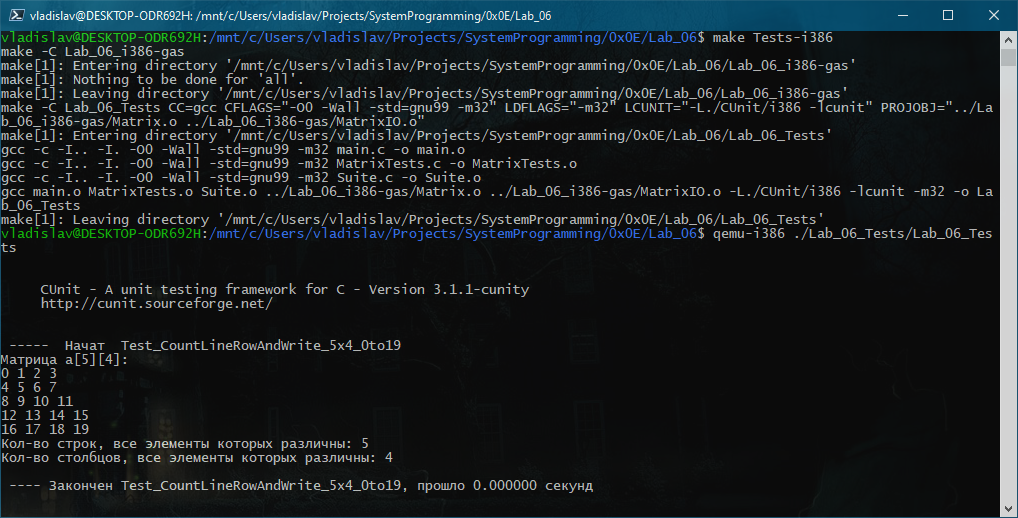 vladislav@DESKTOP-ODR692H: /mnt/c/Users/vladislav/Projects/SystemProgramming/0x0E/Lab_06
vladislav@DESKTOP-ODR692H:/mnt/c/Users/vladislav/Projects/SystemProgramming/0x0E/Lab_06$ make Tests-i386
make -C Lab_06_i386-gas
make[1]: Entering directory '/mnt/c/Users/vladislav/Projects/SystemProgramming/0x0E/Lab_06/Lab_06_i386-gas'
make[1]: Nothing to be done for 'all'.
make[1]: Leaving directory '/mnt/c/Users/vladislav/Projects/SystemProgramming/0x0E/Lab_06/Lab_06_i386-gas'
make -C Lab_06_Tests CC=gcc CFLAGS="-O0 -Wall -std=gnu99 -m32" LDFLAGS="-m32" LCUNIT="-L./CUnit/i386 -lcunit" PROJOBJ="../La
b_06_i386-gas/Matrix.o ../Lab_06_i386-gas/MatrixIO.o"
make[1]: Entering directory '/mnt/c/Users/vladislav/Projects/SystemProgramming/0x0E/Lab_06/Lab_06_Tests'
gcc -c -I.. -I. -O0 -Wall -std=gnu99 -m32 main.c -o main.o
gcc -c -I.. -I. -O0 -Wall -std=gnu99 -m32 MatrixTests.c -o MatrixTests.o
gcc -c -I.. -I. -O0 -Wall -std=gnu99 -m32 Suite.c -o Suite.o
gcc main.o MatrixTests.o Suite.o ../Lab_06_i386-gas/Matrix.o ../Lab_06_i386-gas/MatrixIO.o -L./CUnit/i386 -lcunit -m32 -o La
b_06_Tests
make[1]: Leaving directory '/mnt/c/Users/vladislav/Projects/SystemProgramming/0x0E/Lab_06/Lab_06_Tests'
vladislav@DESKTOP-ODR692H:/mnt/c/Users/vladislav/Projects/SystemProgramming/0x0E/Lab_06$ qemu-i386 ./Lab_06_Tests/Lab_06_Tes
ts
CUnit - A unit testing framework for C - Version 3.1.1-cunity
http://cunit.sourceforge.net/
----- Начат Test_CountLineRowAndWrite_5x4_0to19
Матрица a[5][4]:
0 1 2 3
4 5 6 7
8 9 10 11
12 13 14 15
16 17 18 19
Кол-во строк, все элементы которых различны: 5
Кол-во столбцов, все элементы которых различны: 4
---- Закончен Test_CountLineRowAndWrite_5x4_0to19, прошло 0.000000 секунд